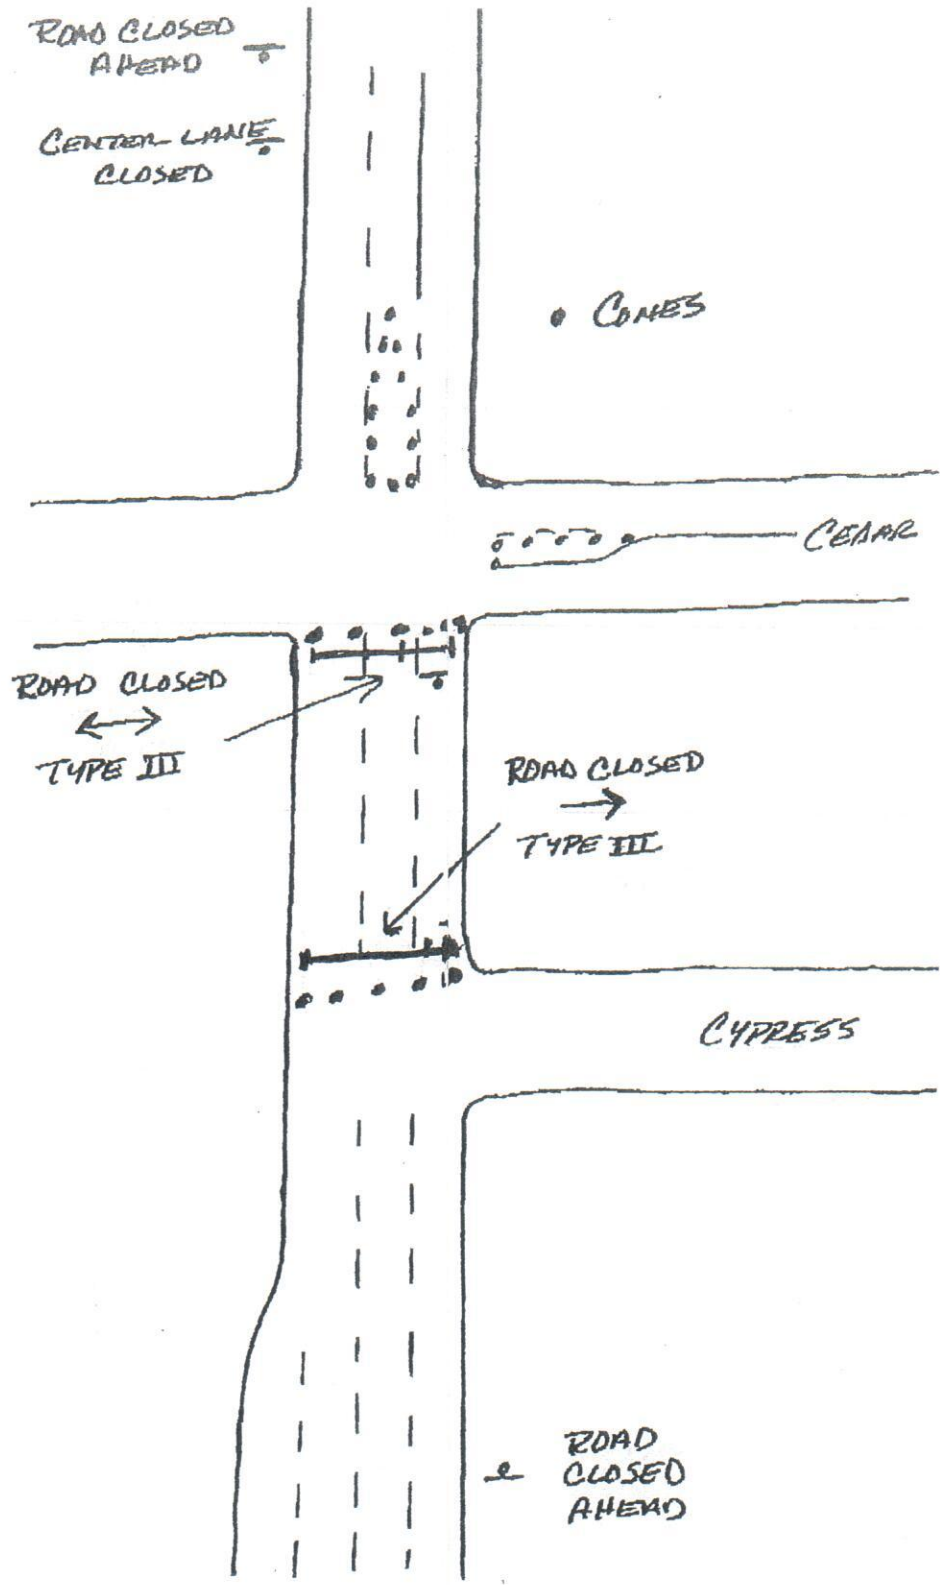 ROAD CLOSED
AHEAD
CENTER LANE
CLOSED
CONES
CEDAR
ROAD CLOSED
↔
TYPE III
ROAD CLOSED
→
TYPE III
CYPRESS
ROAD
CLOSED
AHEAD